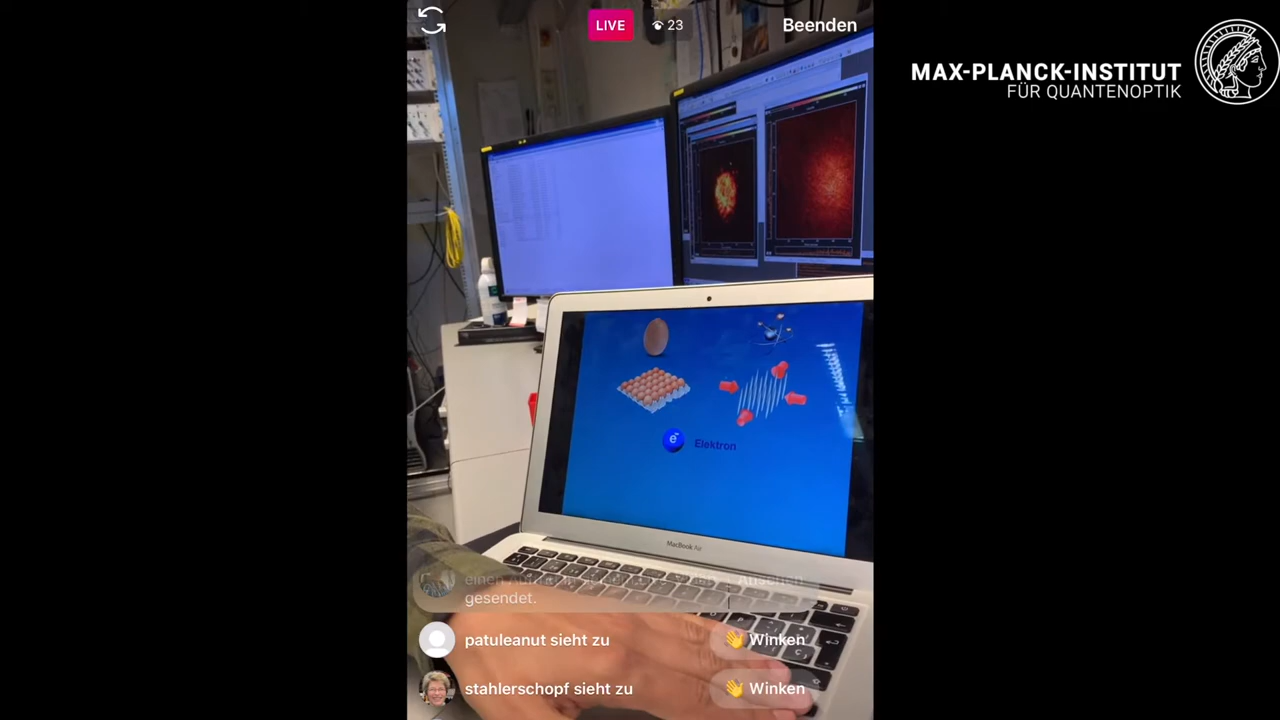 LIVE
23
Beenden
MAX-PLANCK-INSTITUT
FÜR QUANTENOPTIK
e-
Elektron
MacBook Air
gesendet.
patuleanut sieht zu
👋 Winken
stahlerschopf sieht zu
👋 Winken